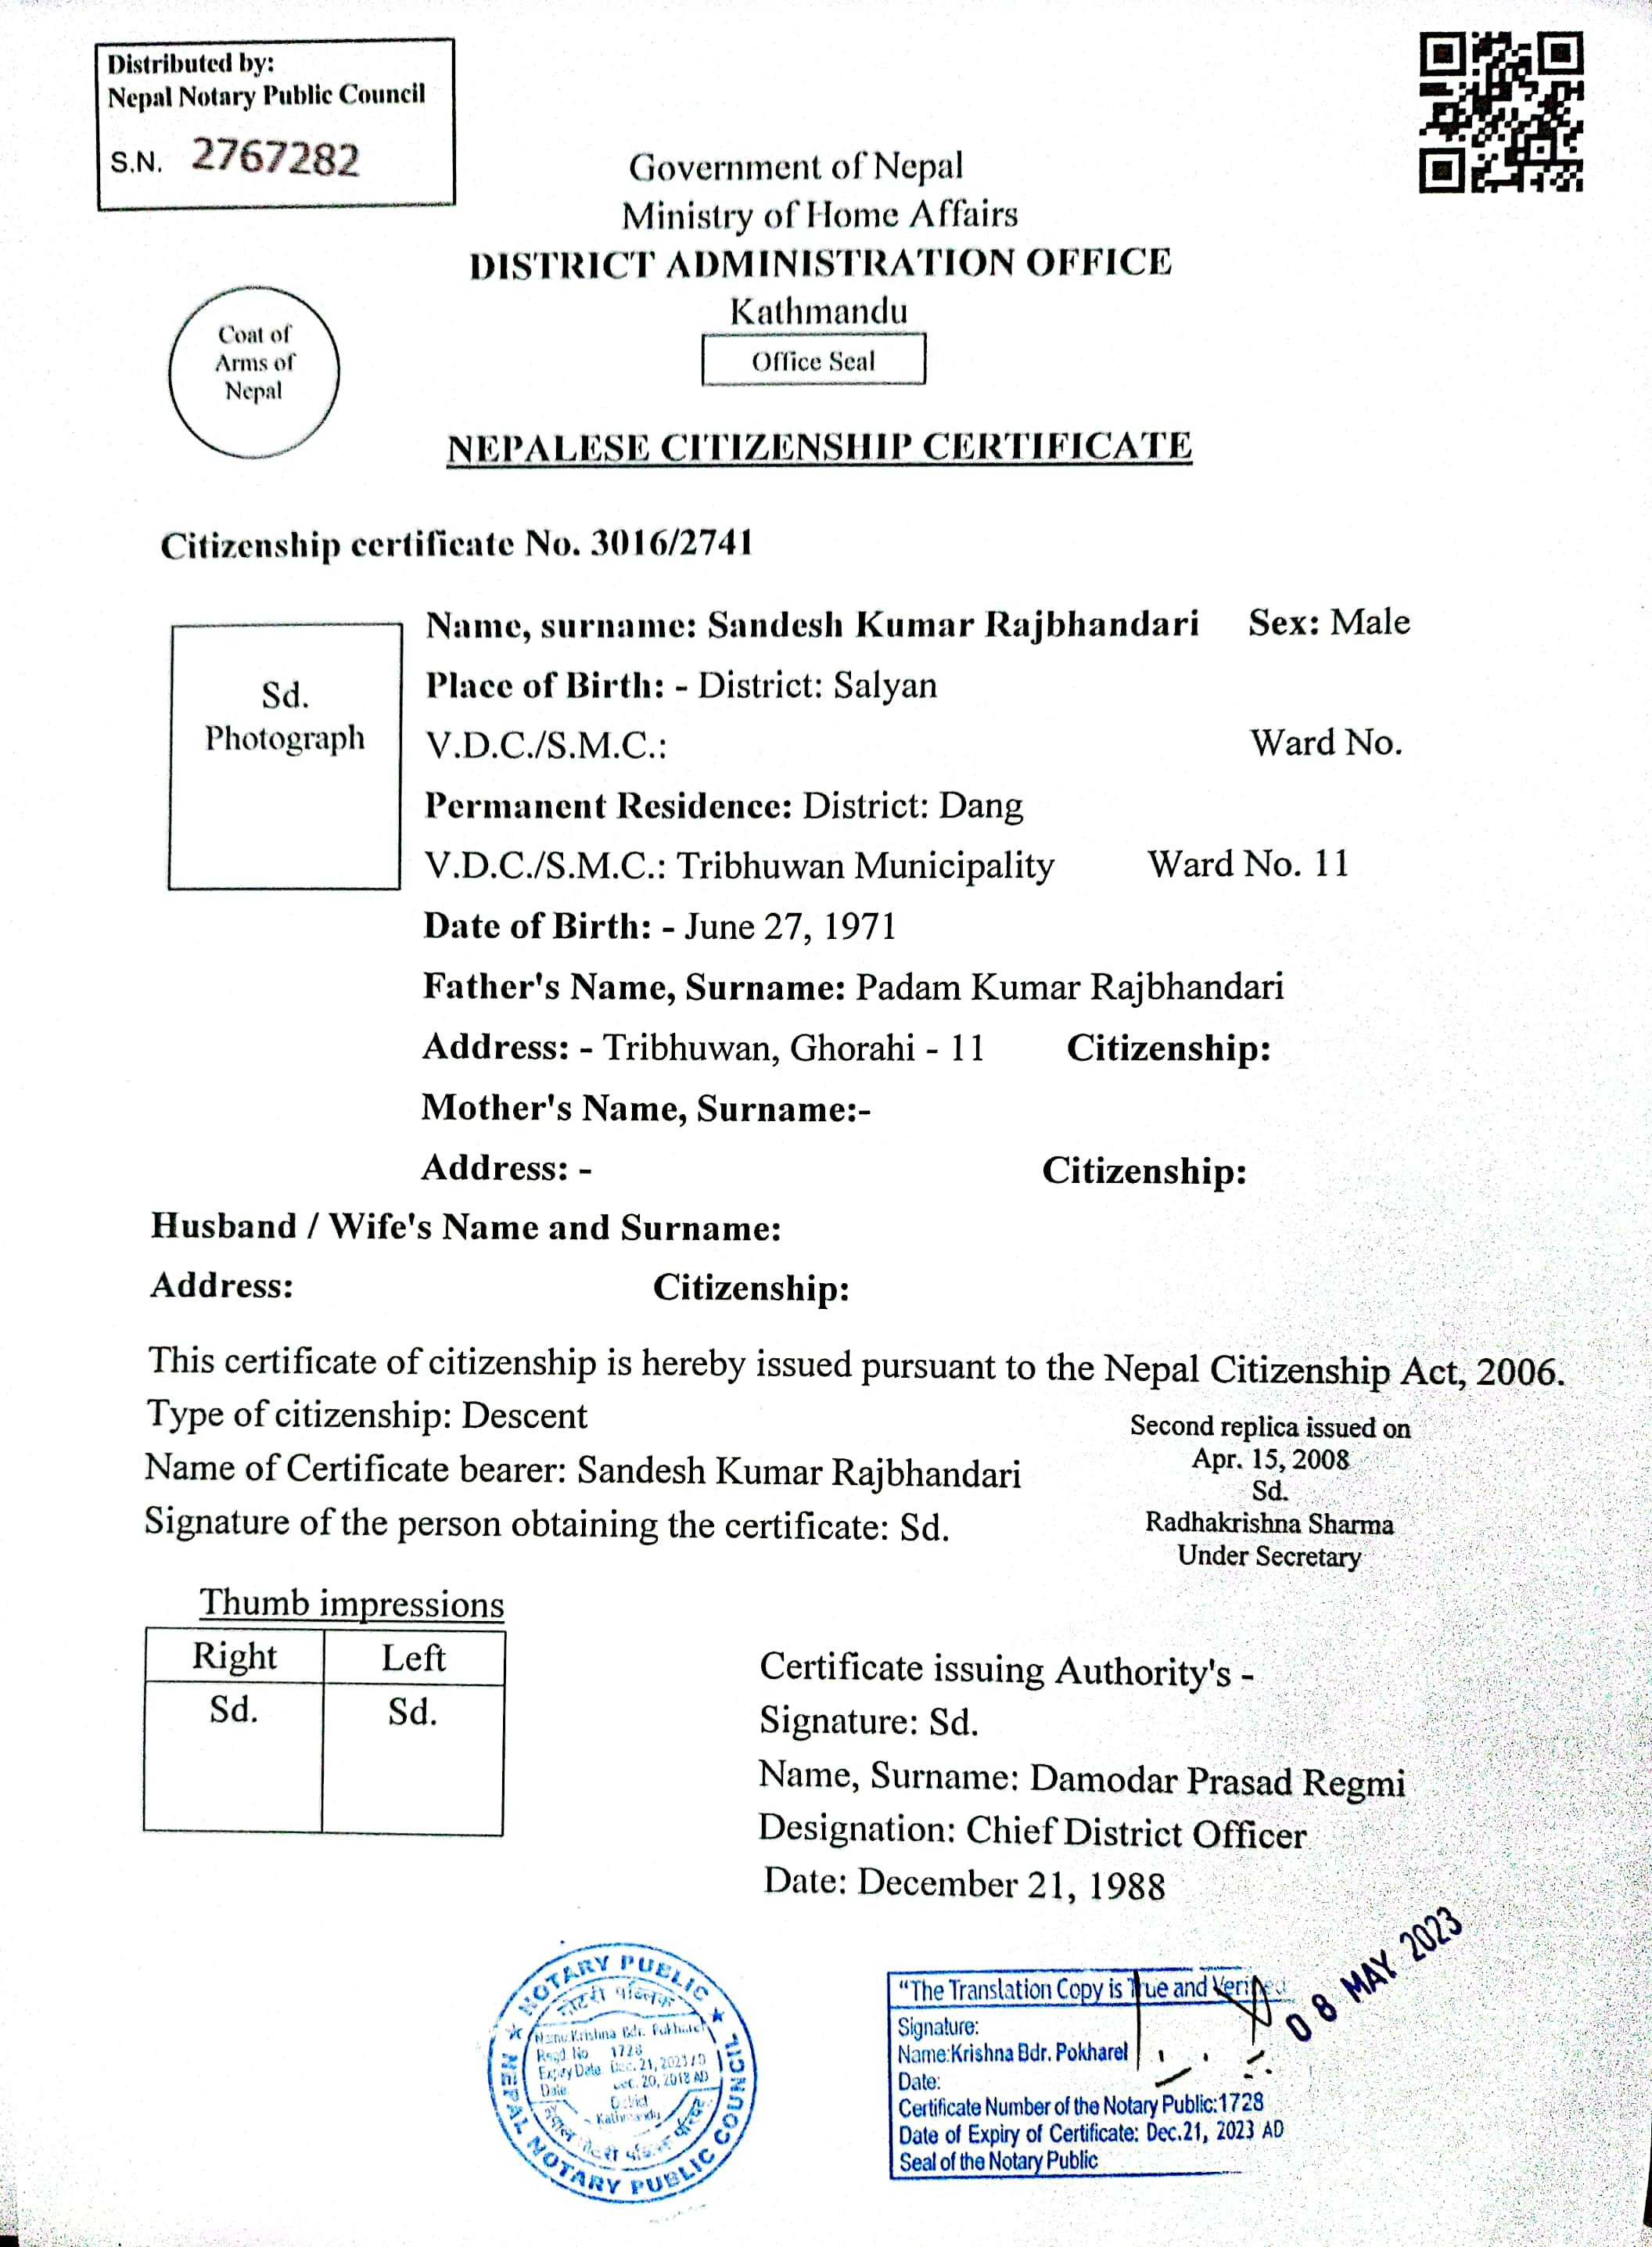 Distributed by:
Nepal Notary Public Council
S.N. 2767282
Government of Nepal
Ministry of Home Affairs
DISTRICT ADMINISTRATION OFFICE
Kathmandu
Office Seal
Coat of
Arms of
Nepal
NEPALESE CITIZENSHIP CERTIFICATE
Citizenship certificate No. 3016/2741
Sd.
Photograph
Name, surname: Sandesh Kumar Rajbhandari Sex: Male
Place of Birth: - District: Salyan
V.D.C./S.M.C.: Ward No.
Permanent Residence: District: Dang
V.D.C./S.M.C.: Tribhuwan Municipality Ward No. 11
Date of Birth: - June 27, 1971
Father's Name, Surname: Padam Kumar Rajbhandari
Address: - Tribhuwan, Ghorahi - 11 Citizenship:
Mother's Name, Surname:-
Address: - Citizenship:
Husband / Wife's Name and Surname:
Address: Citizenship:
This certificate of citizenship is hereby issued pursuant to the Nepal Citizenship Act, 2006.
Type of citizenship: Descent
Name of Certificate bearer: Sandesh Kumar Rajbhandari
Signature of the person obtaining the certificate: Sd.
Second replica issued on
Apr. 15, 2008
Sd.
Radhakrishna Sharma
Under Secretary
Thumb impressions
Right Left
Sd. Sd.
Certificate issuing Authority's -
Signature: Sd.
Name, Surname: Damodar Prasad Regmi
Designation: Chief District Officer
Date: December 21, 1988
NOTARY PUBLIC
नोटरी पब्लिक
Name:Krishna Bdr. Pokharel
Regd. No 1728
Expiry Date Dec. 21, 2023
Date: Dec. 20, 2018 AD
District
Kathmandu
NEPAL NOTARY PUBLIC COUNCIL
"The Translation Copy is True and Verified
Signature:
Name:Krishna Bdr. Pokharel
Date:
Certificate Number of the Notary Public:1728
Date of Expiry of Certificate: Dec.21, 2023 AD
Seal of the Notary Public
08 MAY 2023